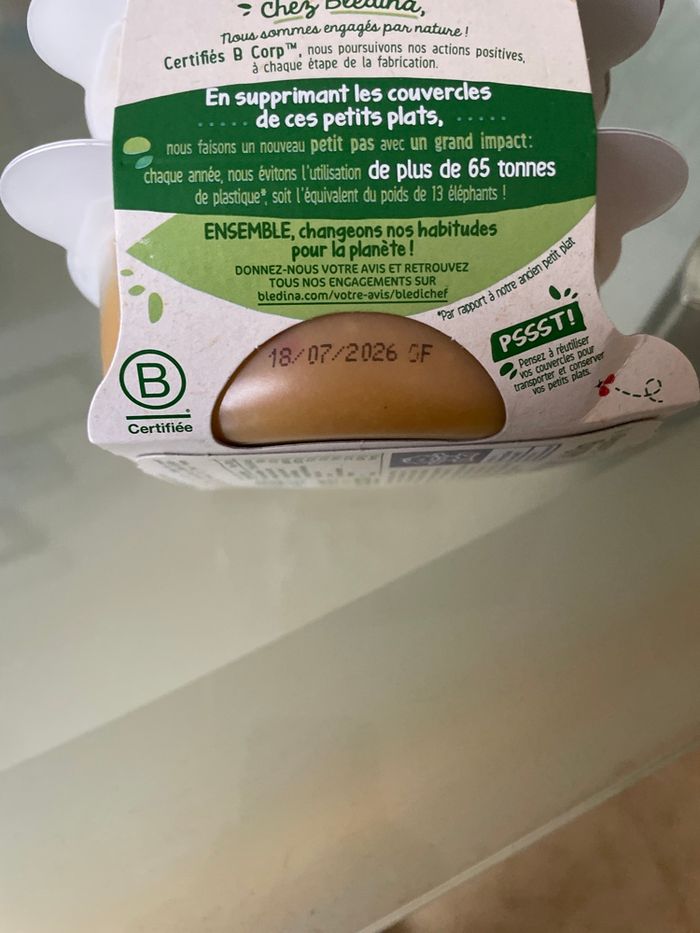 Chez Blédina,
Nous sommes engagés par nature !
Certifiés B Corp™, nous poursuivons nos actions positives,
à chaque étape de la fabrication.
En supprimant les couvercles
de ces petits plats,
nous faisons un nouveau petit pas avec un grand impact:
chaque année, nous évitons l'utilisation de plus de 65 tonnes
de plastique*, soit l'équivalent du poids de 13 éléphants !
ENSEMBLE, changeons nos habitudes
pour la planète !
DONNEZ-NOUS VOTRE AVIS ET RETROUVEZ
TOUS NOS ENGAGEMENTS SUR
bledina.com/votre-avis/bledichef
*Par rapport à notre ancien petit plat
PSSST!
Pensez à réutiliser
vos couvercles pour
transporter et conserver
vos petits plats.
18/07/2026
B
Certifiée